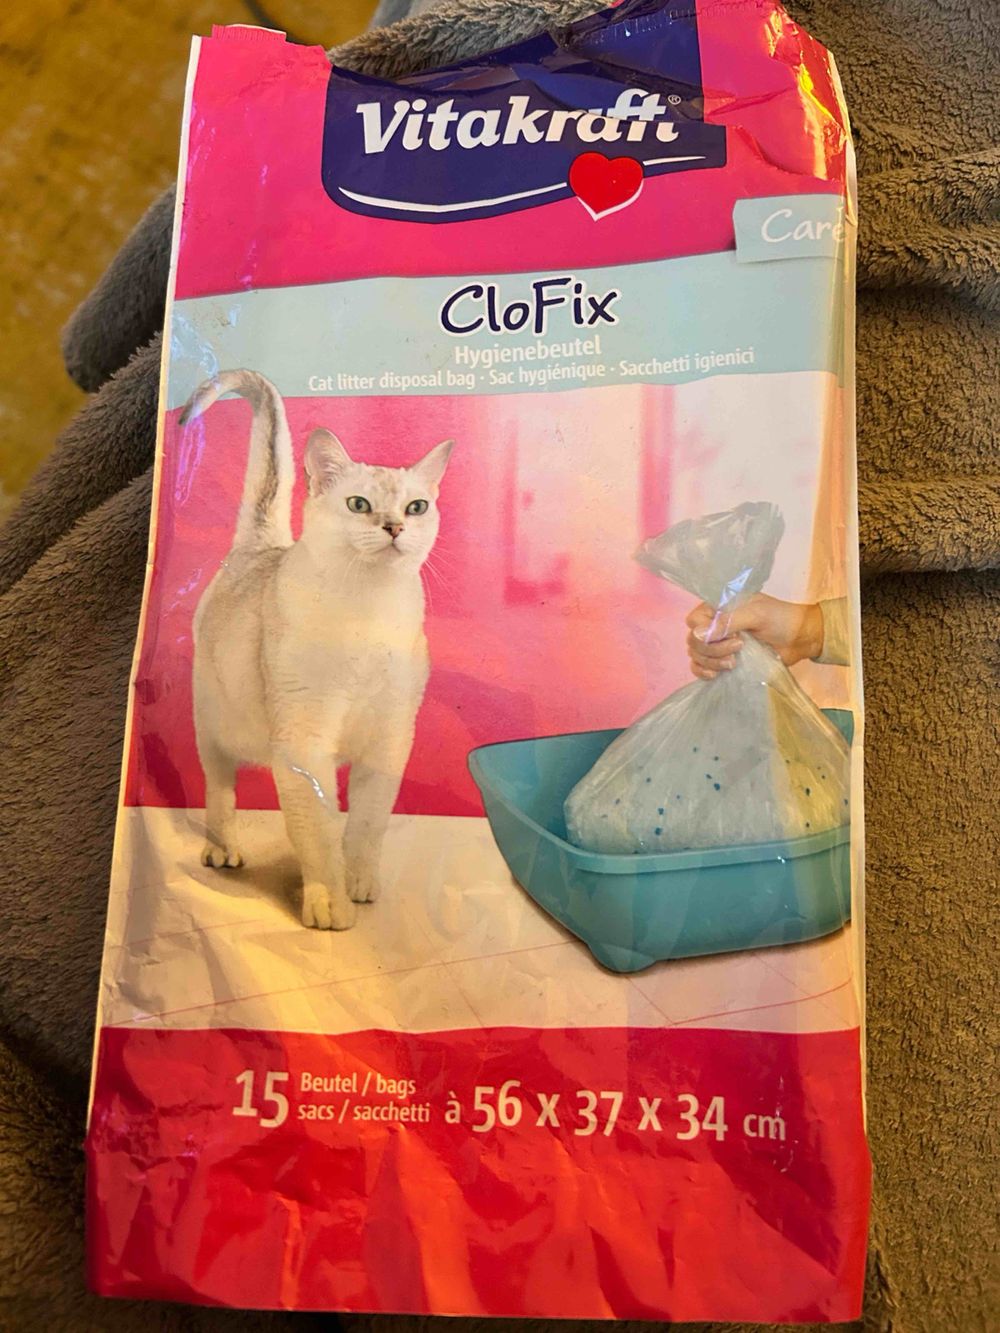 Vitakraft®
Care
CloFix
Hygienebeutel
Cat litter disposal bag · Sac hygiénique · Sacchetti igienici
15 Beutel / bags
sacs / sacchetti à 56 x 37 x 34 cm